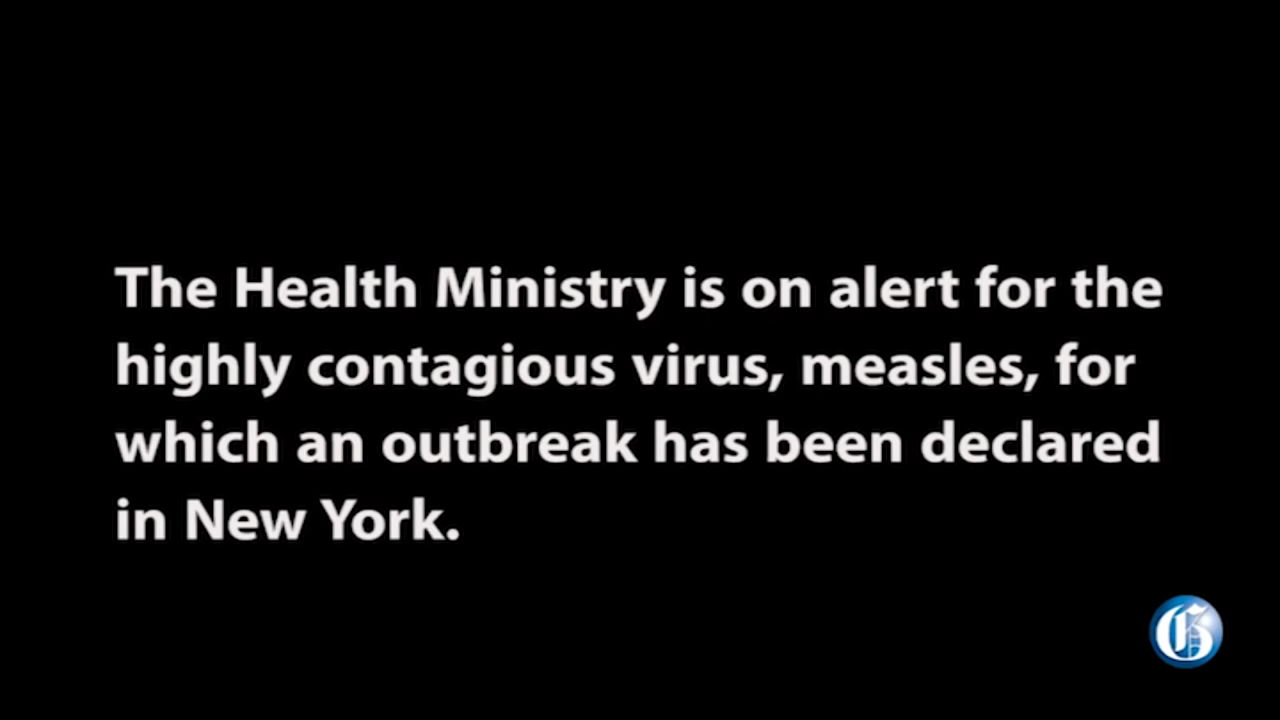 The Health Ministry is on alert for the
highly contagious virus, measles, for
which an outbreak has been declared
in New York.
G